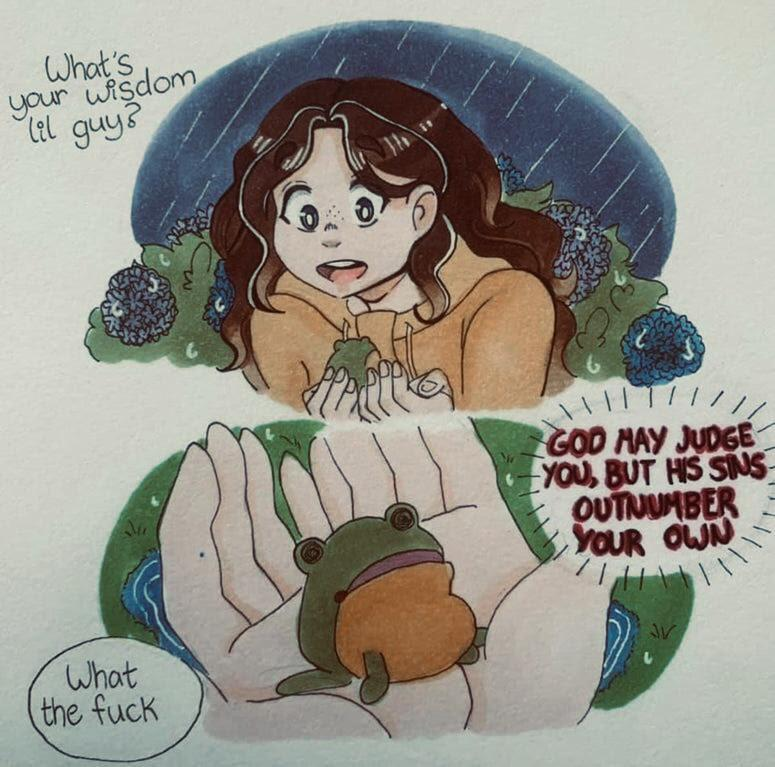 What's
your wisdom
lil guy?
GOD MAY JUDGE
YOU, BUT HIS SINS
OUTNUMBER
YOUR OWN
What
the fuck